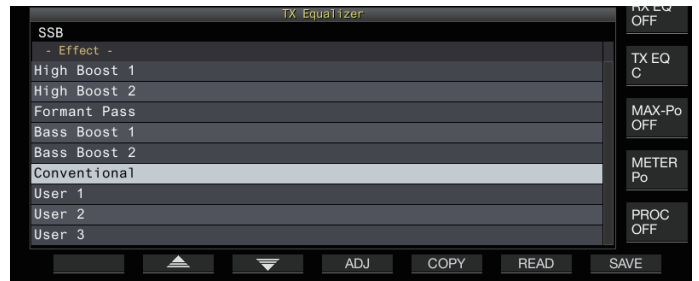 TX Equalizer
SSB
- Effect -
High Boost 1
High Boost 2
Formant Pass
Bass Boost 1
Bass Boost 2
Conventional
User 1
User 2
User 3
RX EQ
OFF
TX EQ
C
MAX-Po
OFF
METER
Po
PROC
OFF
ADJ
COPY
READ
SAVE